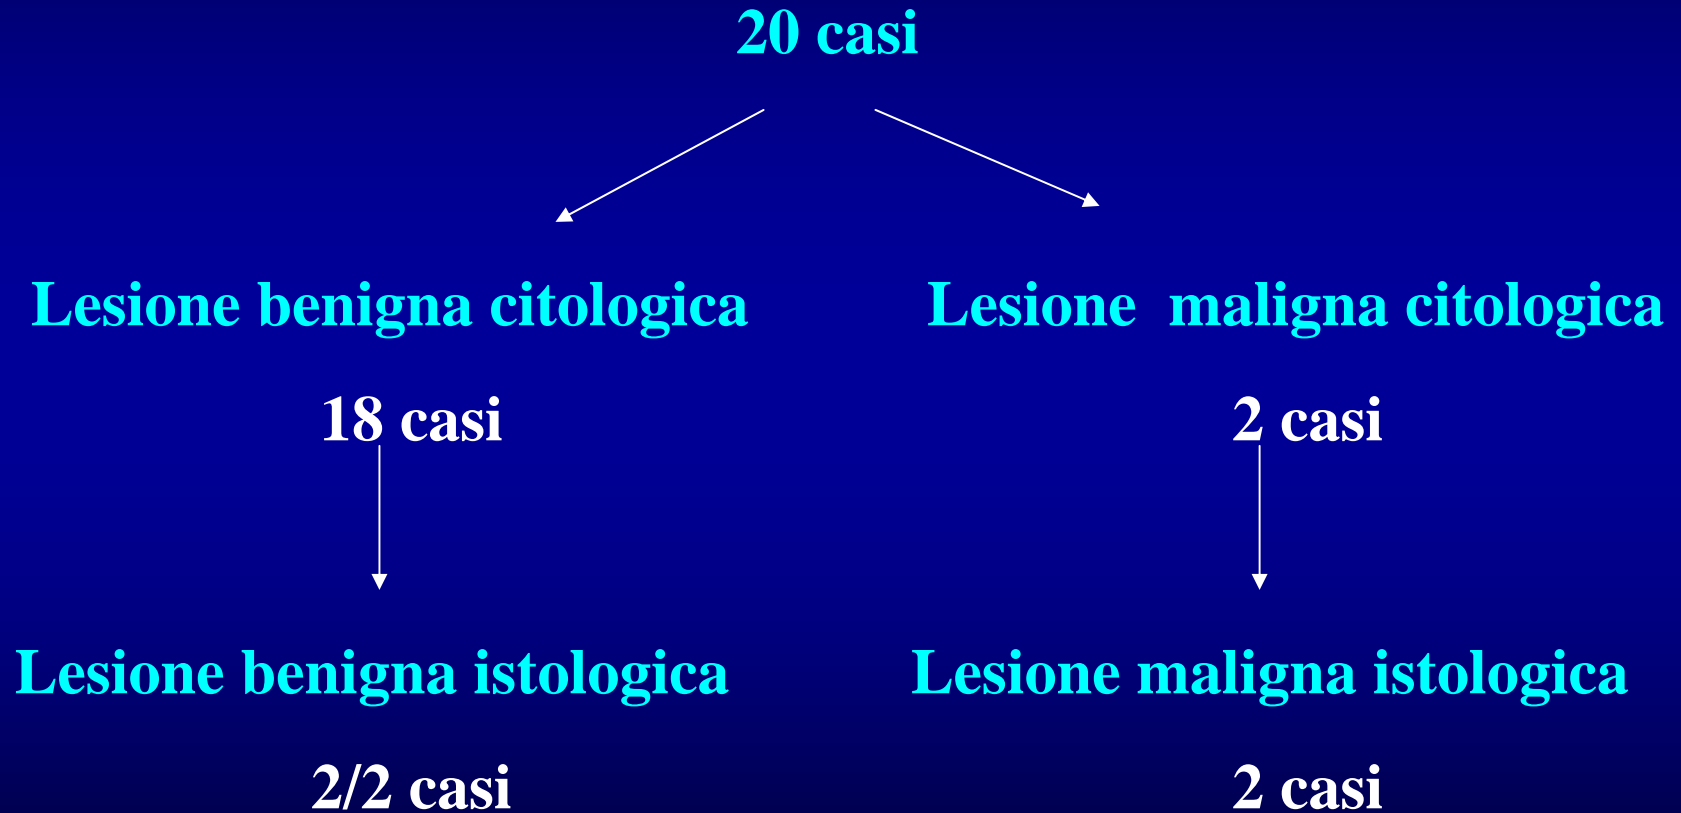 20 casi
Lesione benigna citologica
Lesione maligna citologica
18 casi
2 casi
Lesione benigna istologica
Lesione maligna istologica
2/2 casi
2 casi